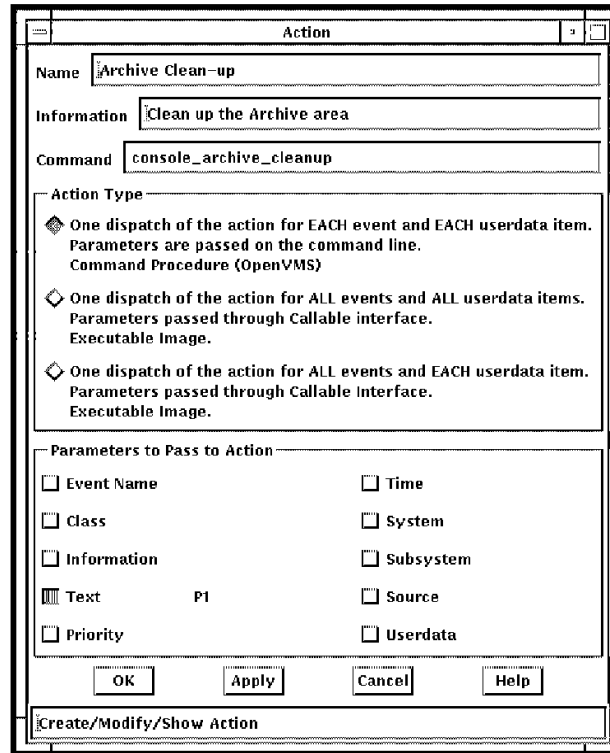 Action
Name Archive Clean-up
Information Clean up the Archive area
Command console_archive_cleanup
Action Type
One dispatch of the action for EACH event and EACH userdata item.
Parameters are passed on the command line.
Command Procedure (OpenVMS)
One dispatch of the action for ALL events and ALL userdata items.
Parameters passed through Callable interface.
Executable Image.
One dispatch of the action for ALL events and EACH userdata item.
Parameters passed through Callable Interface.
Executable Image.
Parameters to Pass to Action
Event Name Time
Class System
Information Subsystem
Text P1 Source
Priority Userdata
OK Apply Cancel Help
Create/Modify/Show Action